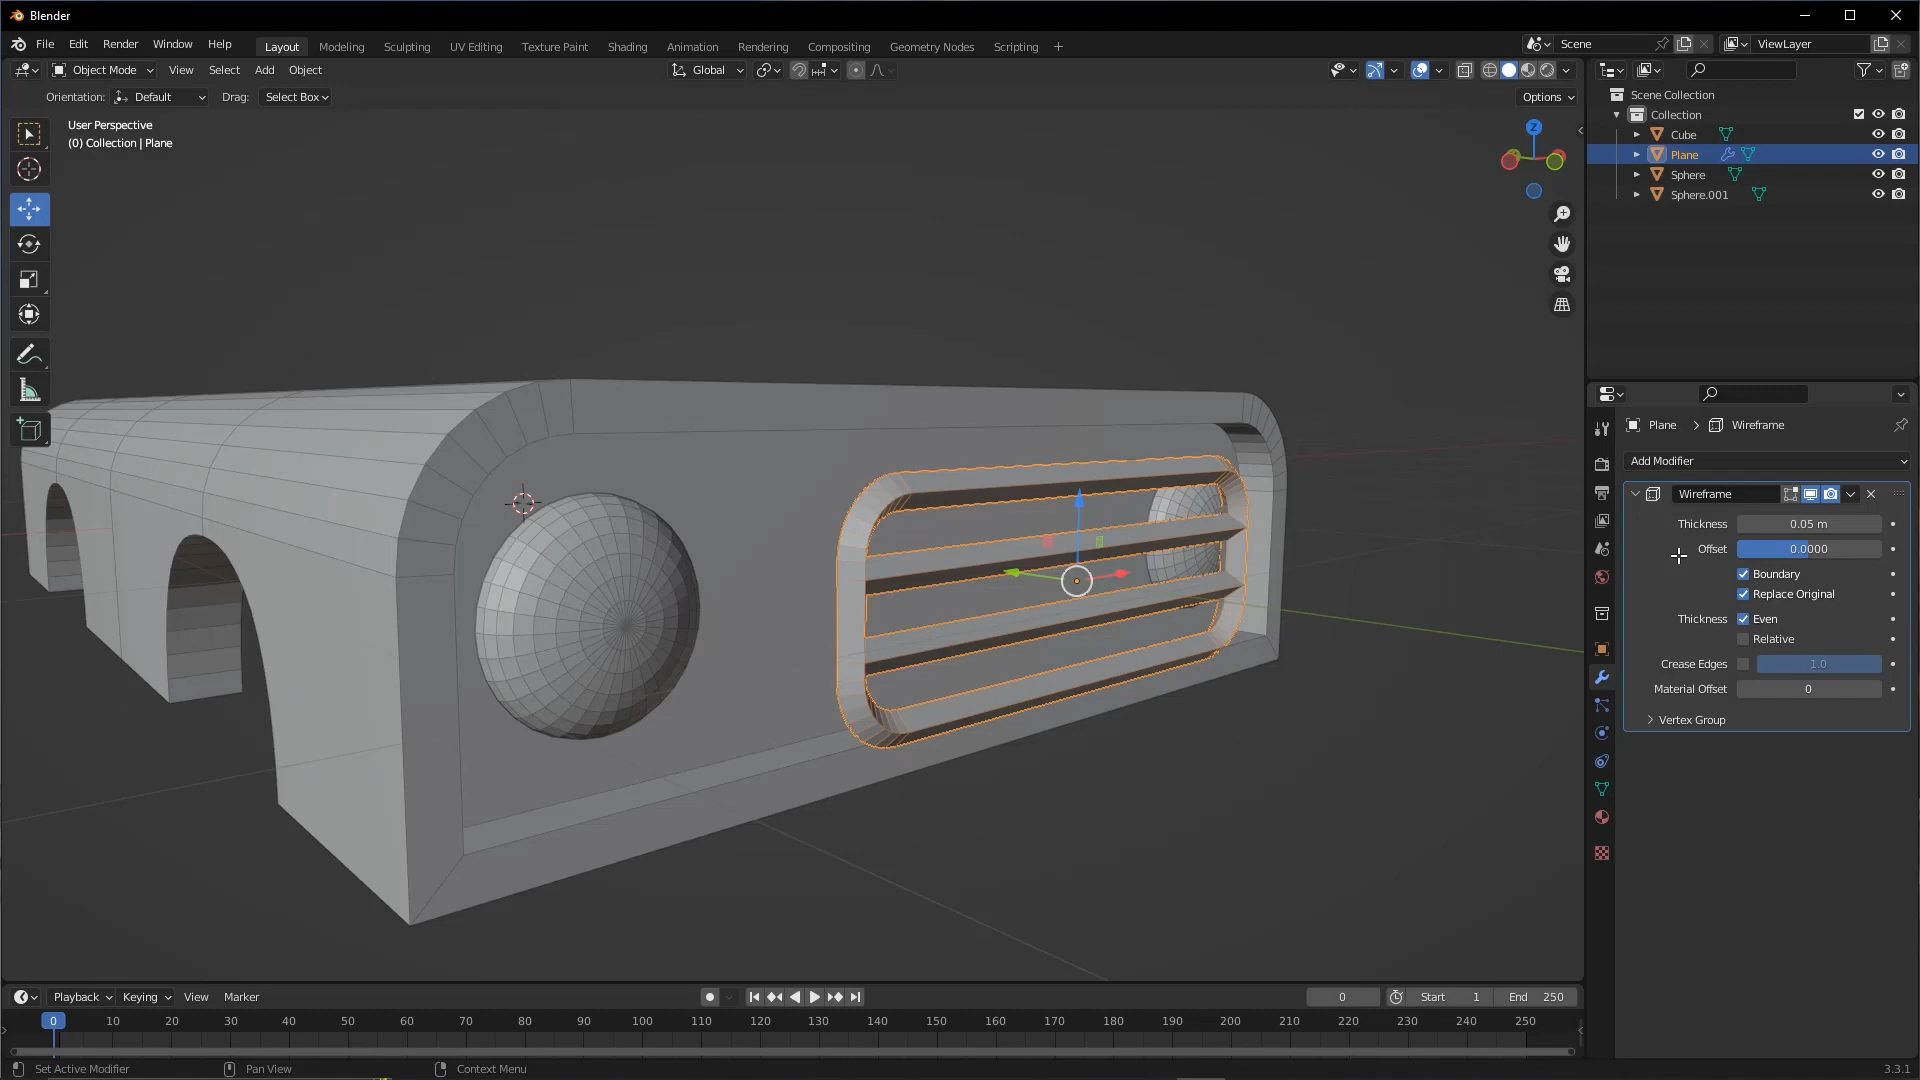 Blender
File Edit Render Window Help
Layout Modeling Sculpting UV Editing Texture Paint Shading Animation Rendering Compositing Geometry Nodes Scripting +
Scene
ViewLayer
Object Mode View Select Add Object
Global
Orientation: Default Drag: Select Box
Options
User Perspective
(0) Collection | Plane
Z
Scene Collection
Collection
Cube
Plane
Sphere
Sphere.001
Plane > Wireframe
Add Modifier
Wireframe
Thickness 0.05 m
Offset 0.0000
Boundary
Replace Original
Thickness Even
Relative
Crease Edges 1.0
Material Offset 0
Vertex Group
Playback Keying View Marker
0
Start 1 End 250
0 10 20 30 40 50 60 70 80 90 100 110 120 130 140 150 160 170 180 190 200 210 220 230 240 250
Set Active Modifier Pan View Context Menu
3.3.1